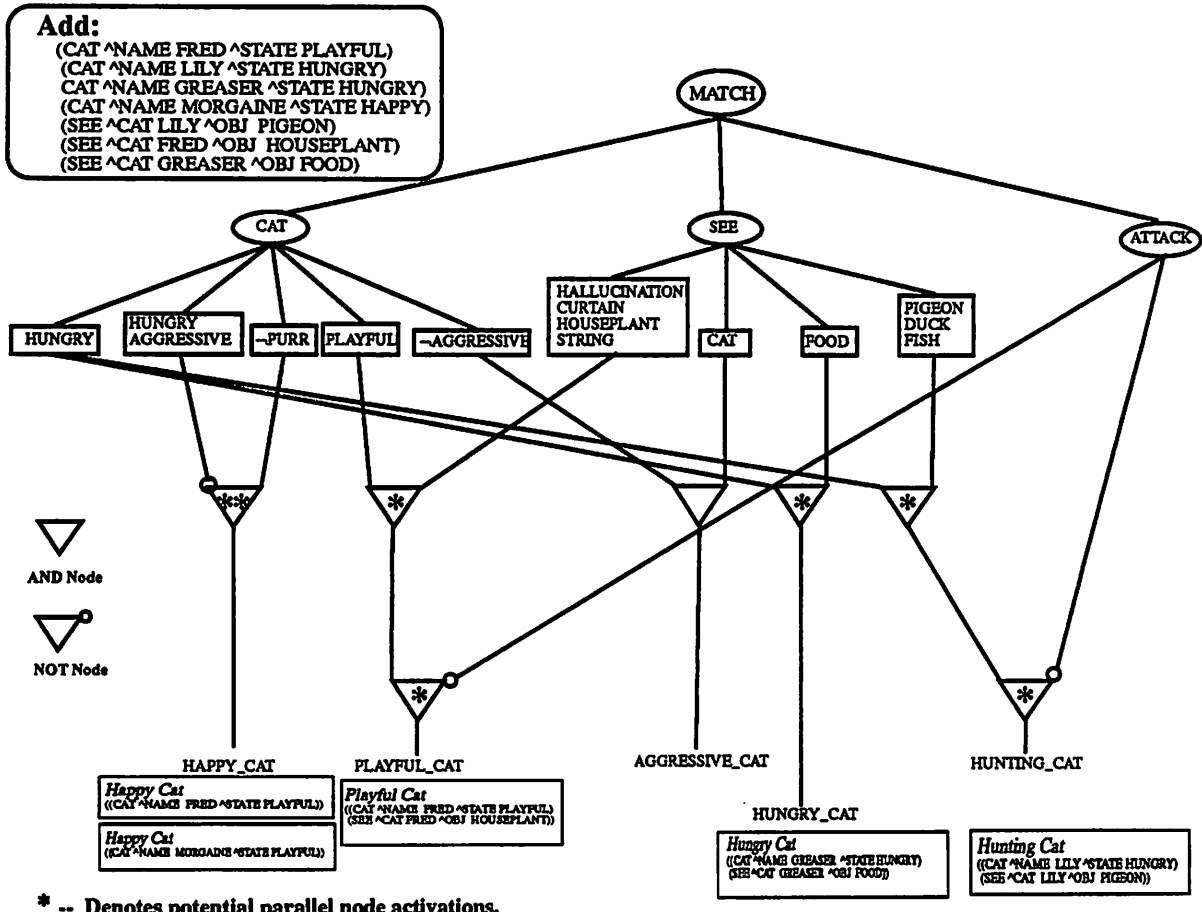 Add:
(CAT ^NAME FRED ^STATE PLAYFUL)
(CAT ^NAME LILY ^STATE HUNGRY)
CAT ^NAME GREASER ^STATE HUNGRY)
(CAT ^NAME MORGAINE ^STATE HAPPY)
(SEE ^CAT LILY ^OBJ PIGEON)
(SEE ^CAT FRED ^OBJ HOUSEPLANT)
(SEE ^CAT GREASER ^OBJ FOOD)
MATCH
CAT
SEE
ATTACK
HUNGRY
HUNGRY
AGGRESSIVE
¬PURR
PLAYFUL
¬AGGRESSIVE
HALLUCINATION
CURTAIN
HOUSEPLANT
STRING
CAT
FOOD
PIGEON
DUCK
FISH
**
*
*
*
AND Node
NOT Node
*
*
HAPPY_CAT
PLAYFUL_CAT
AGGRESSIVE_CAT
HUNTING_CAT
HUNGRY_CAT
Happy Cat
((CAT ^NAME FRED ^STATE PLAYFUL))
Happy Cat
((CAT ^NAME MORGAINE ^STATE PLAYFUL))
Playful Cat
((CAT ^NAME FRED ^STATE PLAYFUL)
(SEE ^CAT FRED ^OBJ HOUSEPLANT))
Hungry Cat
((CAT ^NAME GREASER ^STATE HUNGRY)
(SEE ^CAT GREASER ^OBJ FOOD))
Hunting Cat
((CAT ^NAME LILY ^STATE HUNGRY)
(SEE ^CAT LILY ^OBJ PIGEON))
* -- Denotes potential parallel node activations.